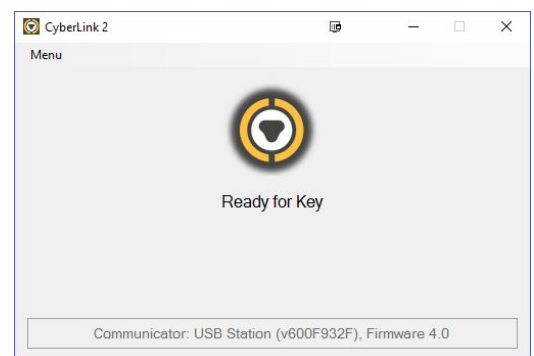 CyberLink 2
Menu
Ready for Key
Communicator: USB Station (v600F932F), Firmware 4.0